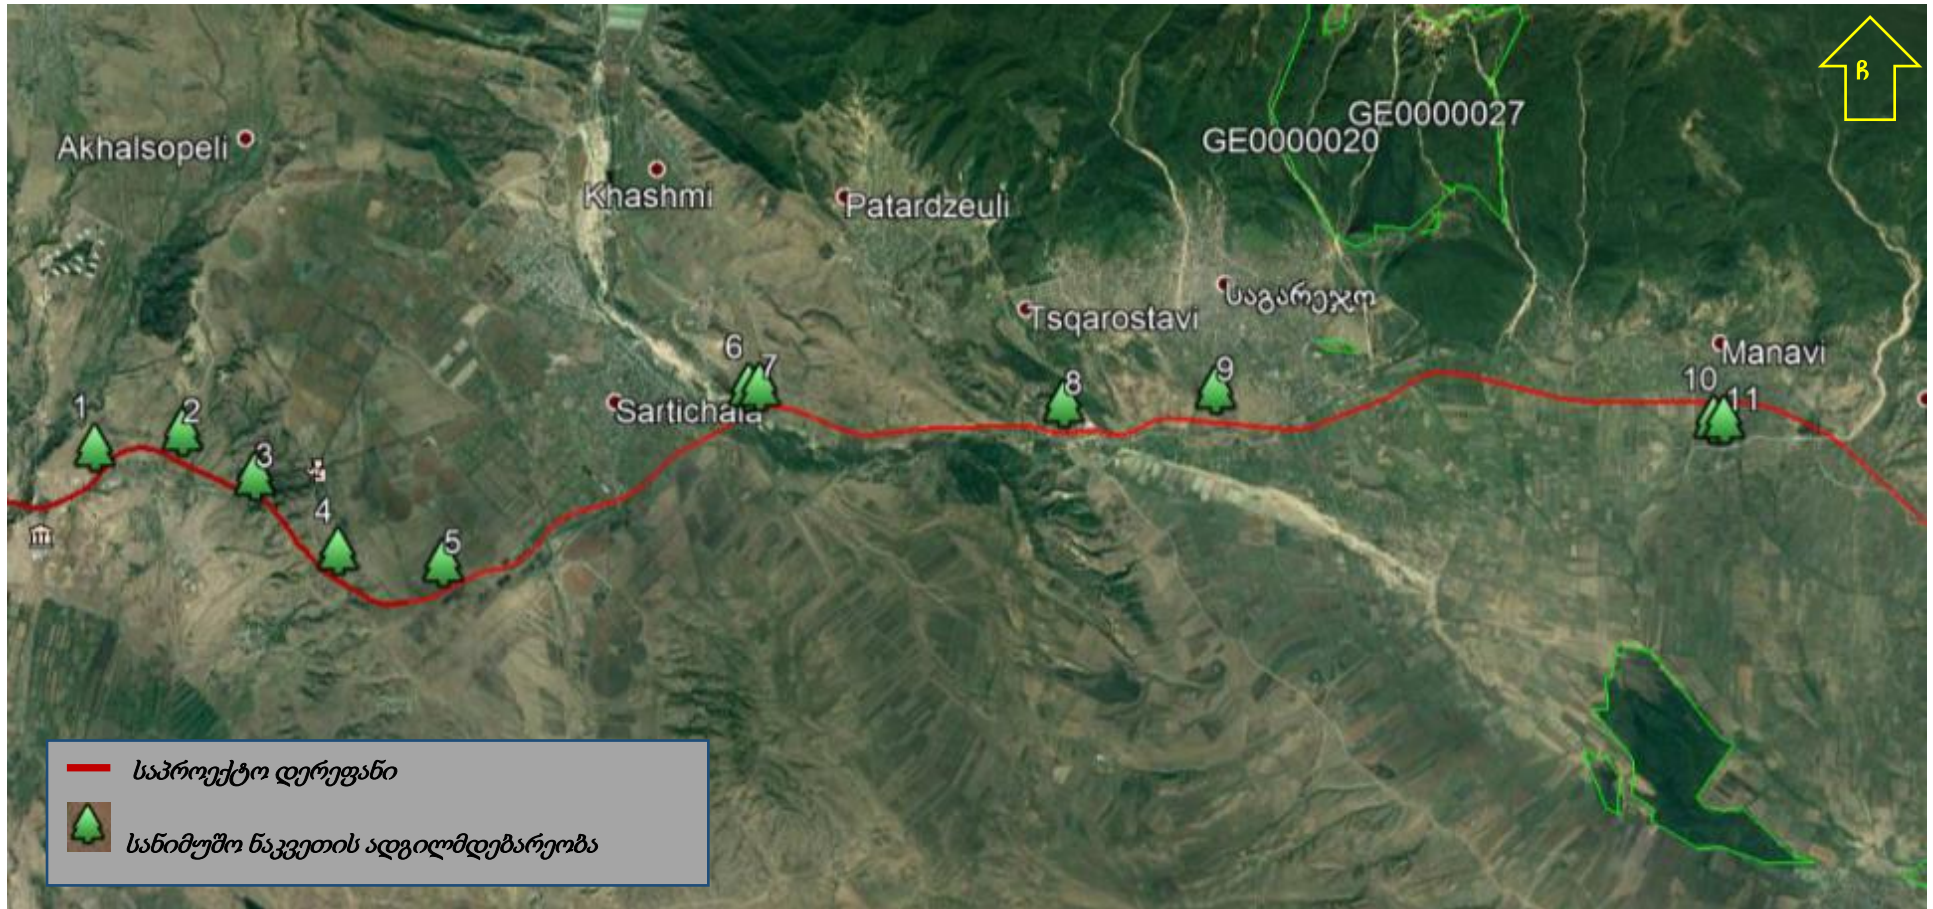 ჩ
GE0000027
GE0000020
Akhalsopeli
Khashmi
Patardzeuli
საგარეჯო
Tsqarostavi
Manavi
6
7
8
9
10
11
Sartichala
1
2
3
4
5
საპროექტო დერეფანი
სანიმუშო ნაკვეთის ადგილმდებარეობა